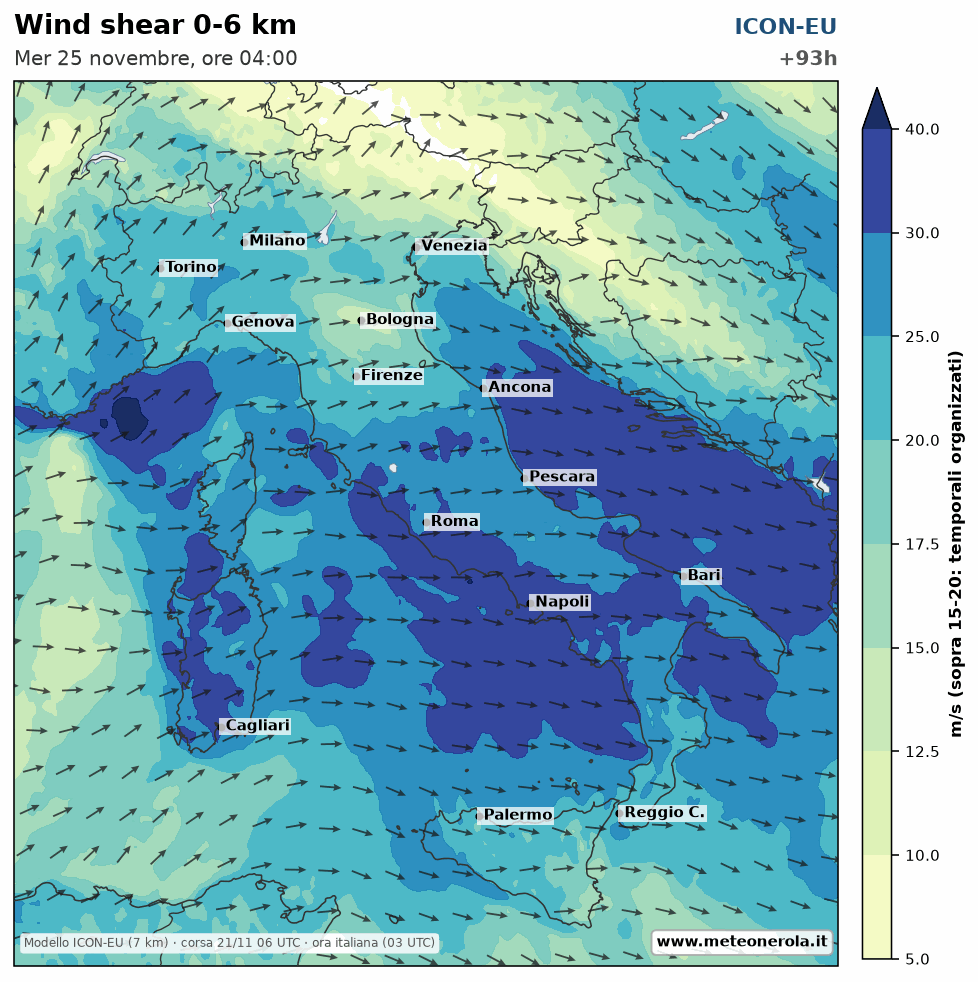 Wind shear 0-6 km
ICON-EU
Mer 25 novembre, ore 04:00
+93h
40.0
30.0
25.0
20.0
17.5
15.0
12.5
10.0
5.0
m/s (sopra 15-20: temporali organizzati)
Milano
Venezia
Torino
Genova
Bologna
Firenze
Ancona
Pescara
Roma
Bari
Napoli
Cagliari
Palermo
Reggio C.
Modello ICON-EU (7 km) · corsa 21/11 06 UTC · ora italiana (03 UTC)
www.meteonerola.it